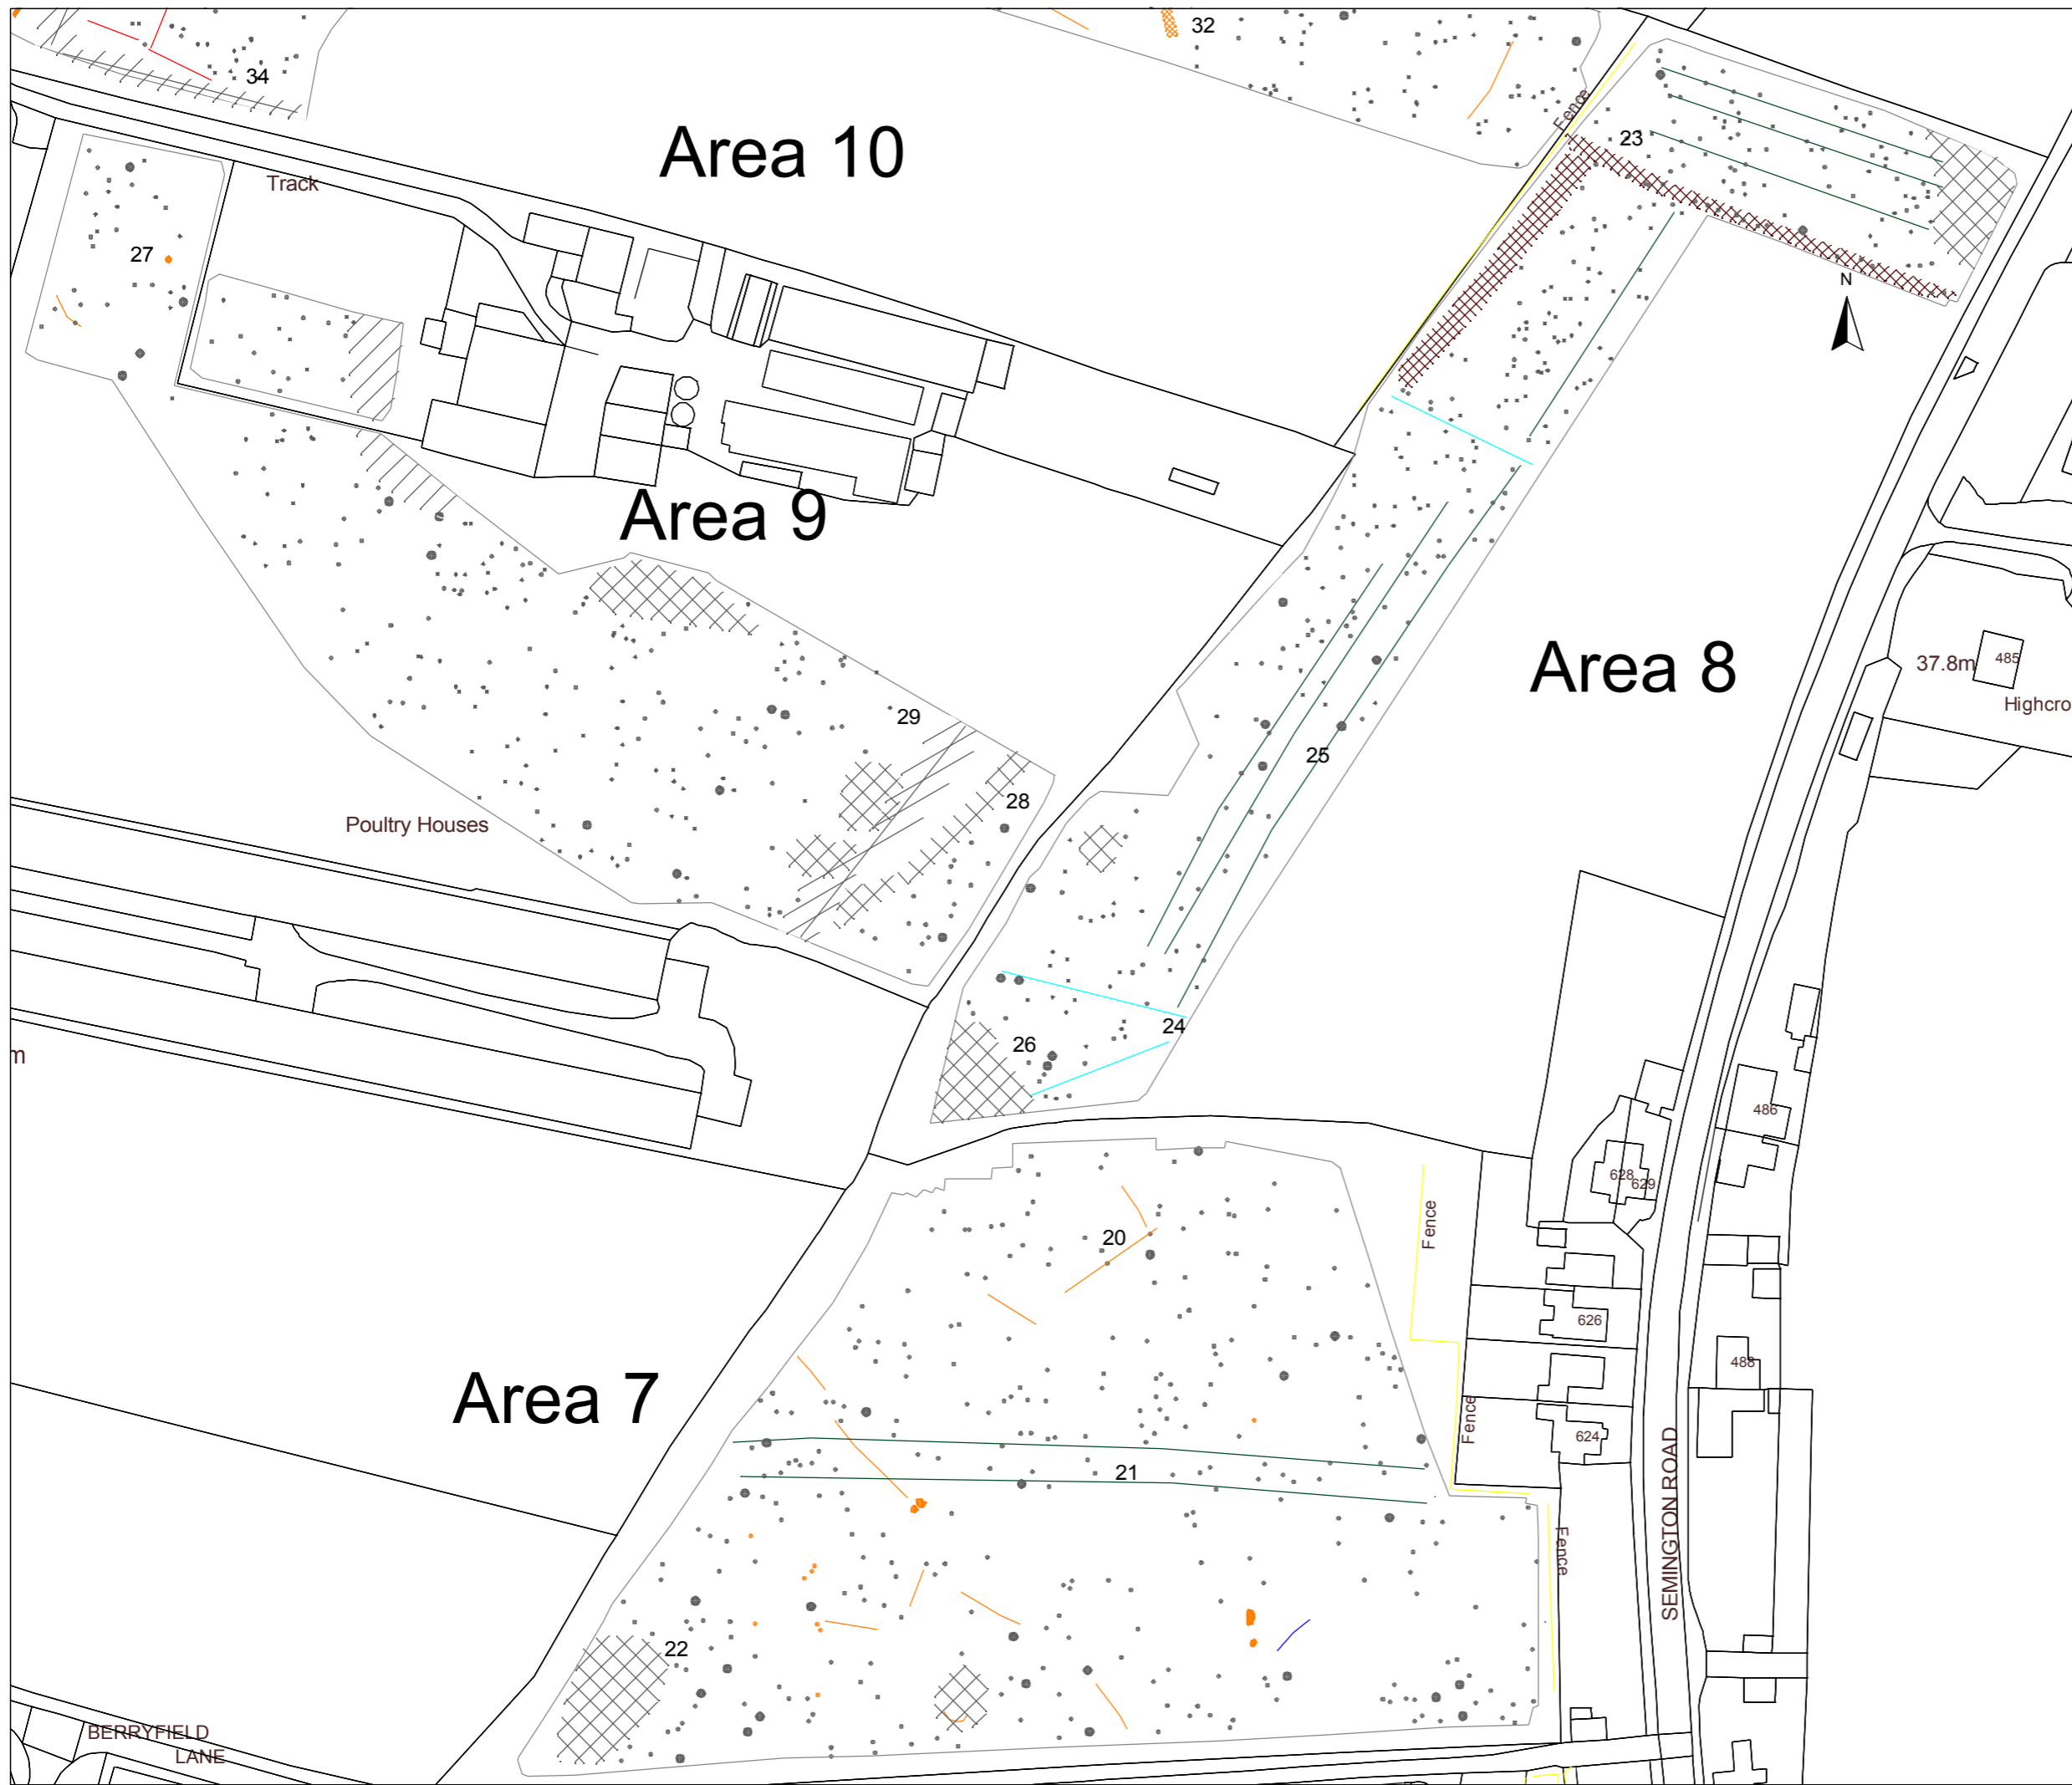 32
34
Area 10
Fence
23
Track
27
N
Area 9
Area 8
37.8m
485
Highcro
29
25
28
Poultry Houses
24
26
m
486
628
629
20
Fence
626
488
Area 7
Fence
624
21
SEMINGTON ROAD
Fence
22
BERRYFIELD
LANE